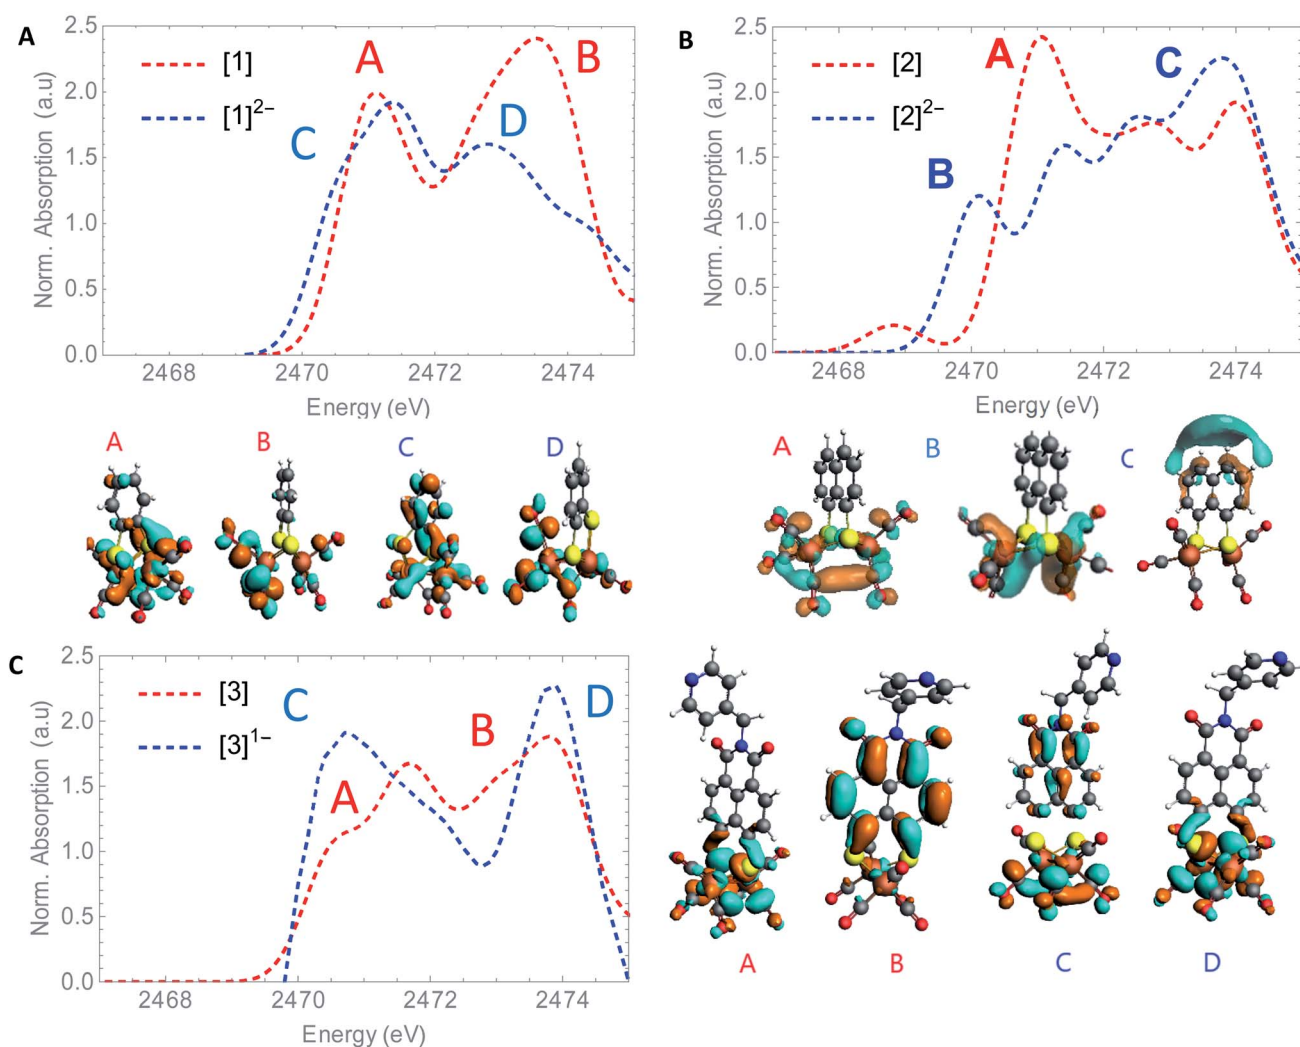 A
2.5
2.0
1.5
1.0
0.5
0.0
Norm. Absorption (a.u)
[1]
[1]2−
A
B
C
D
2468
2470
2472
2474
Energy (eV)
A
B
C
D
B
2.5
2.0
1.5
1.0
0.5
0.0
Norm. Absorption (a.u)
[2]
[2]2−
A
B
C
2468
2470
2472
2474
Energy (eV)
A
B
C
C
2.5
2.0
1.5
1.0
0.5
0.0
Norm. Absorption (a.u)
[3]
[3]1−
C
A
B
D
2468
2470
2472
2474
Energy (eV)
A
B
C
D